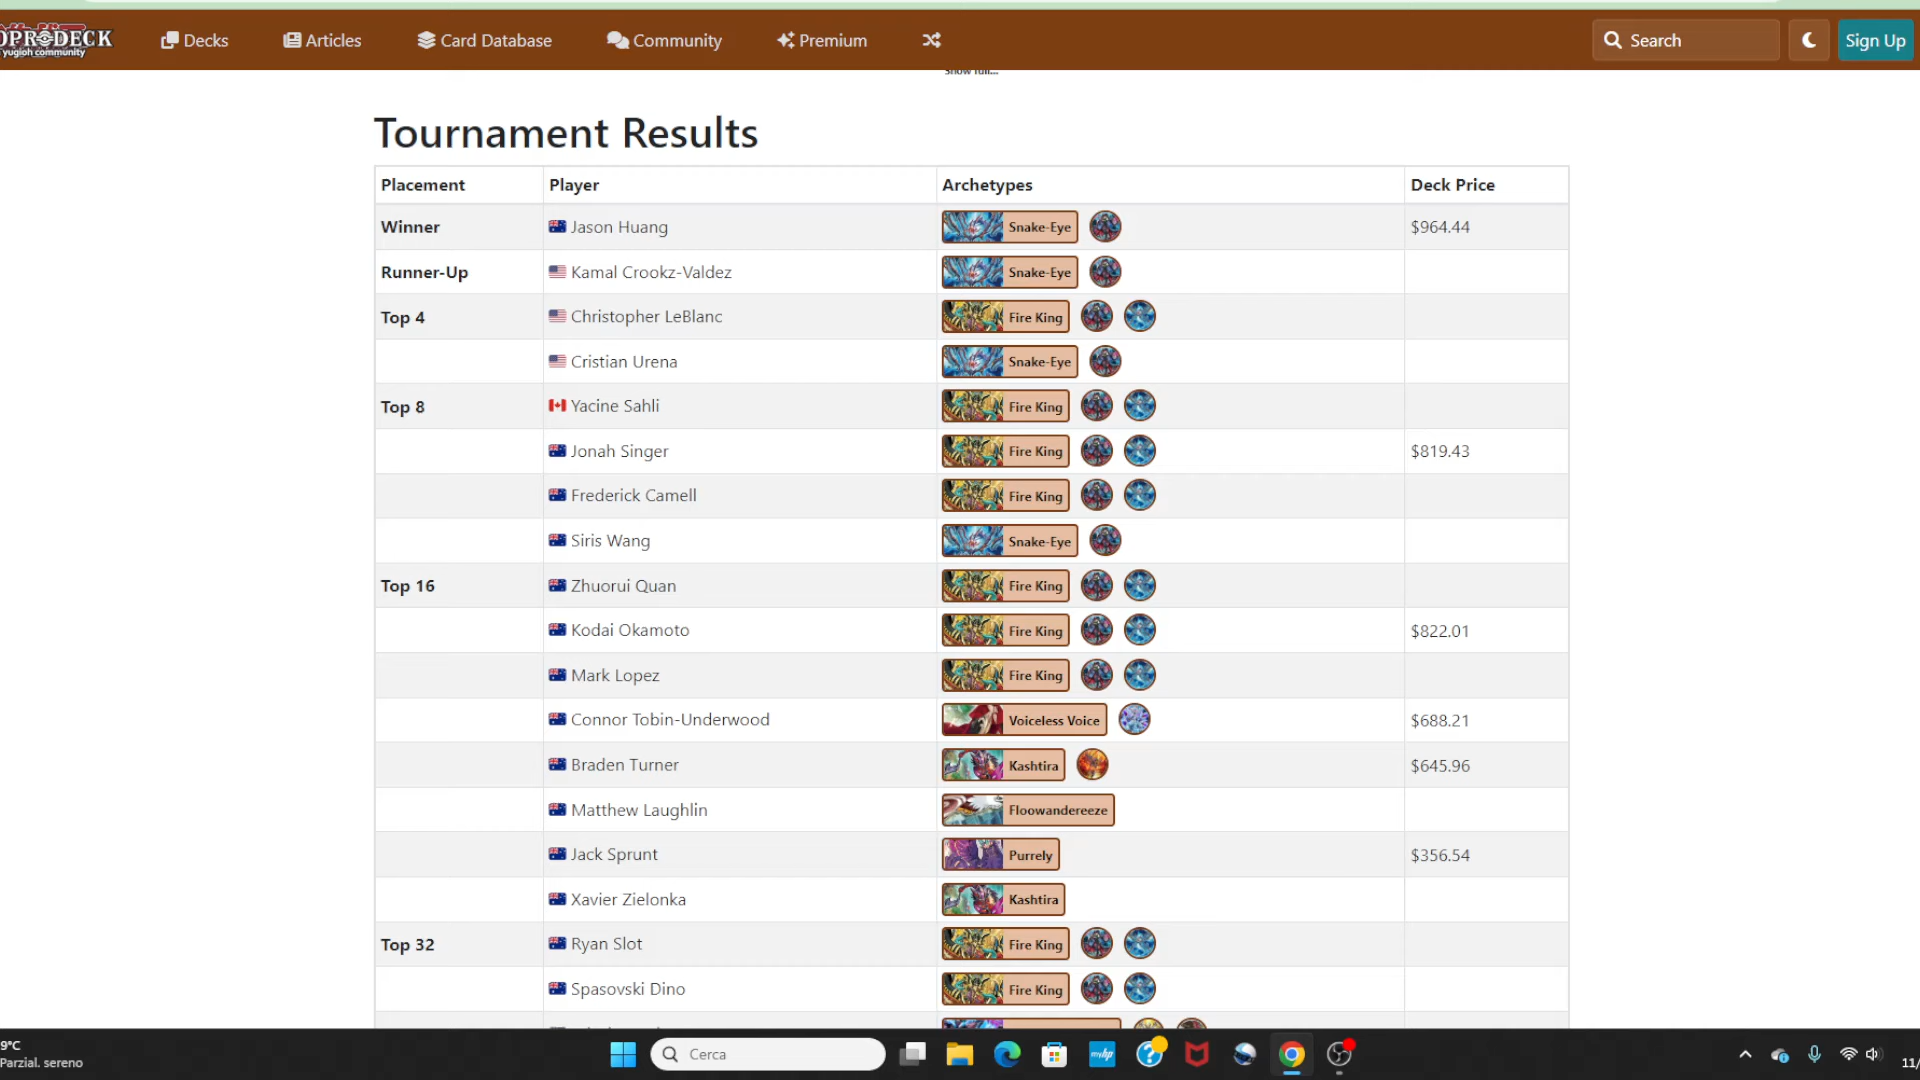 OPRODECK
yugioh community
Decks
Articles
Card Database
Community
Premium
Search
Sign Up
Show full...
Tournament Results
Placement Player Archetypes Deck Price
Winner Jason Huang Snake-Eye $964.44
Runner-Up Kamal Crookz-Valdez Snake-Eye
Top 4 Christopher LeBlanc Fire King
Cristian Urena Snake-Eye
Top 8 Yacine Sahli Fire King
Jonah Singer Fire King $819.43
Frederick Camell Fire King
Siris Wang Snake-Eye
Top 16 Zhuorui Quan Fire King
Kodai Okamoto Fire King $822.01
Mark Lopez Fire King
Connor Tobin-Underwood Voiceless Voice $688.21
Braden Turner Kashtira $645.96
Matthew Laughlin Floowandereeze
Jack Sprunt Purrely $356.54
Xavier Zielonka Kashtira
Top 32 Ryan Slot Fire King
Spasovski Dino Fire King
9°C
Parzial. sereno
Cerca
myhp
11/